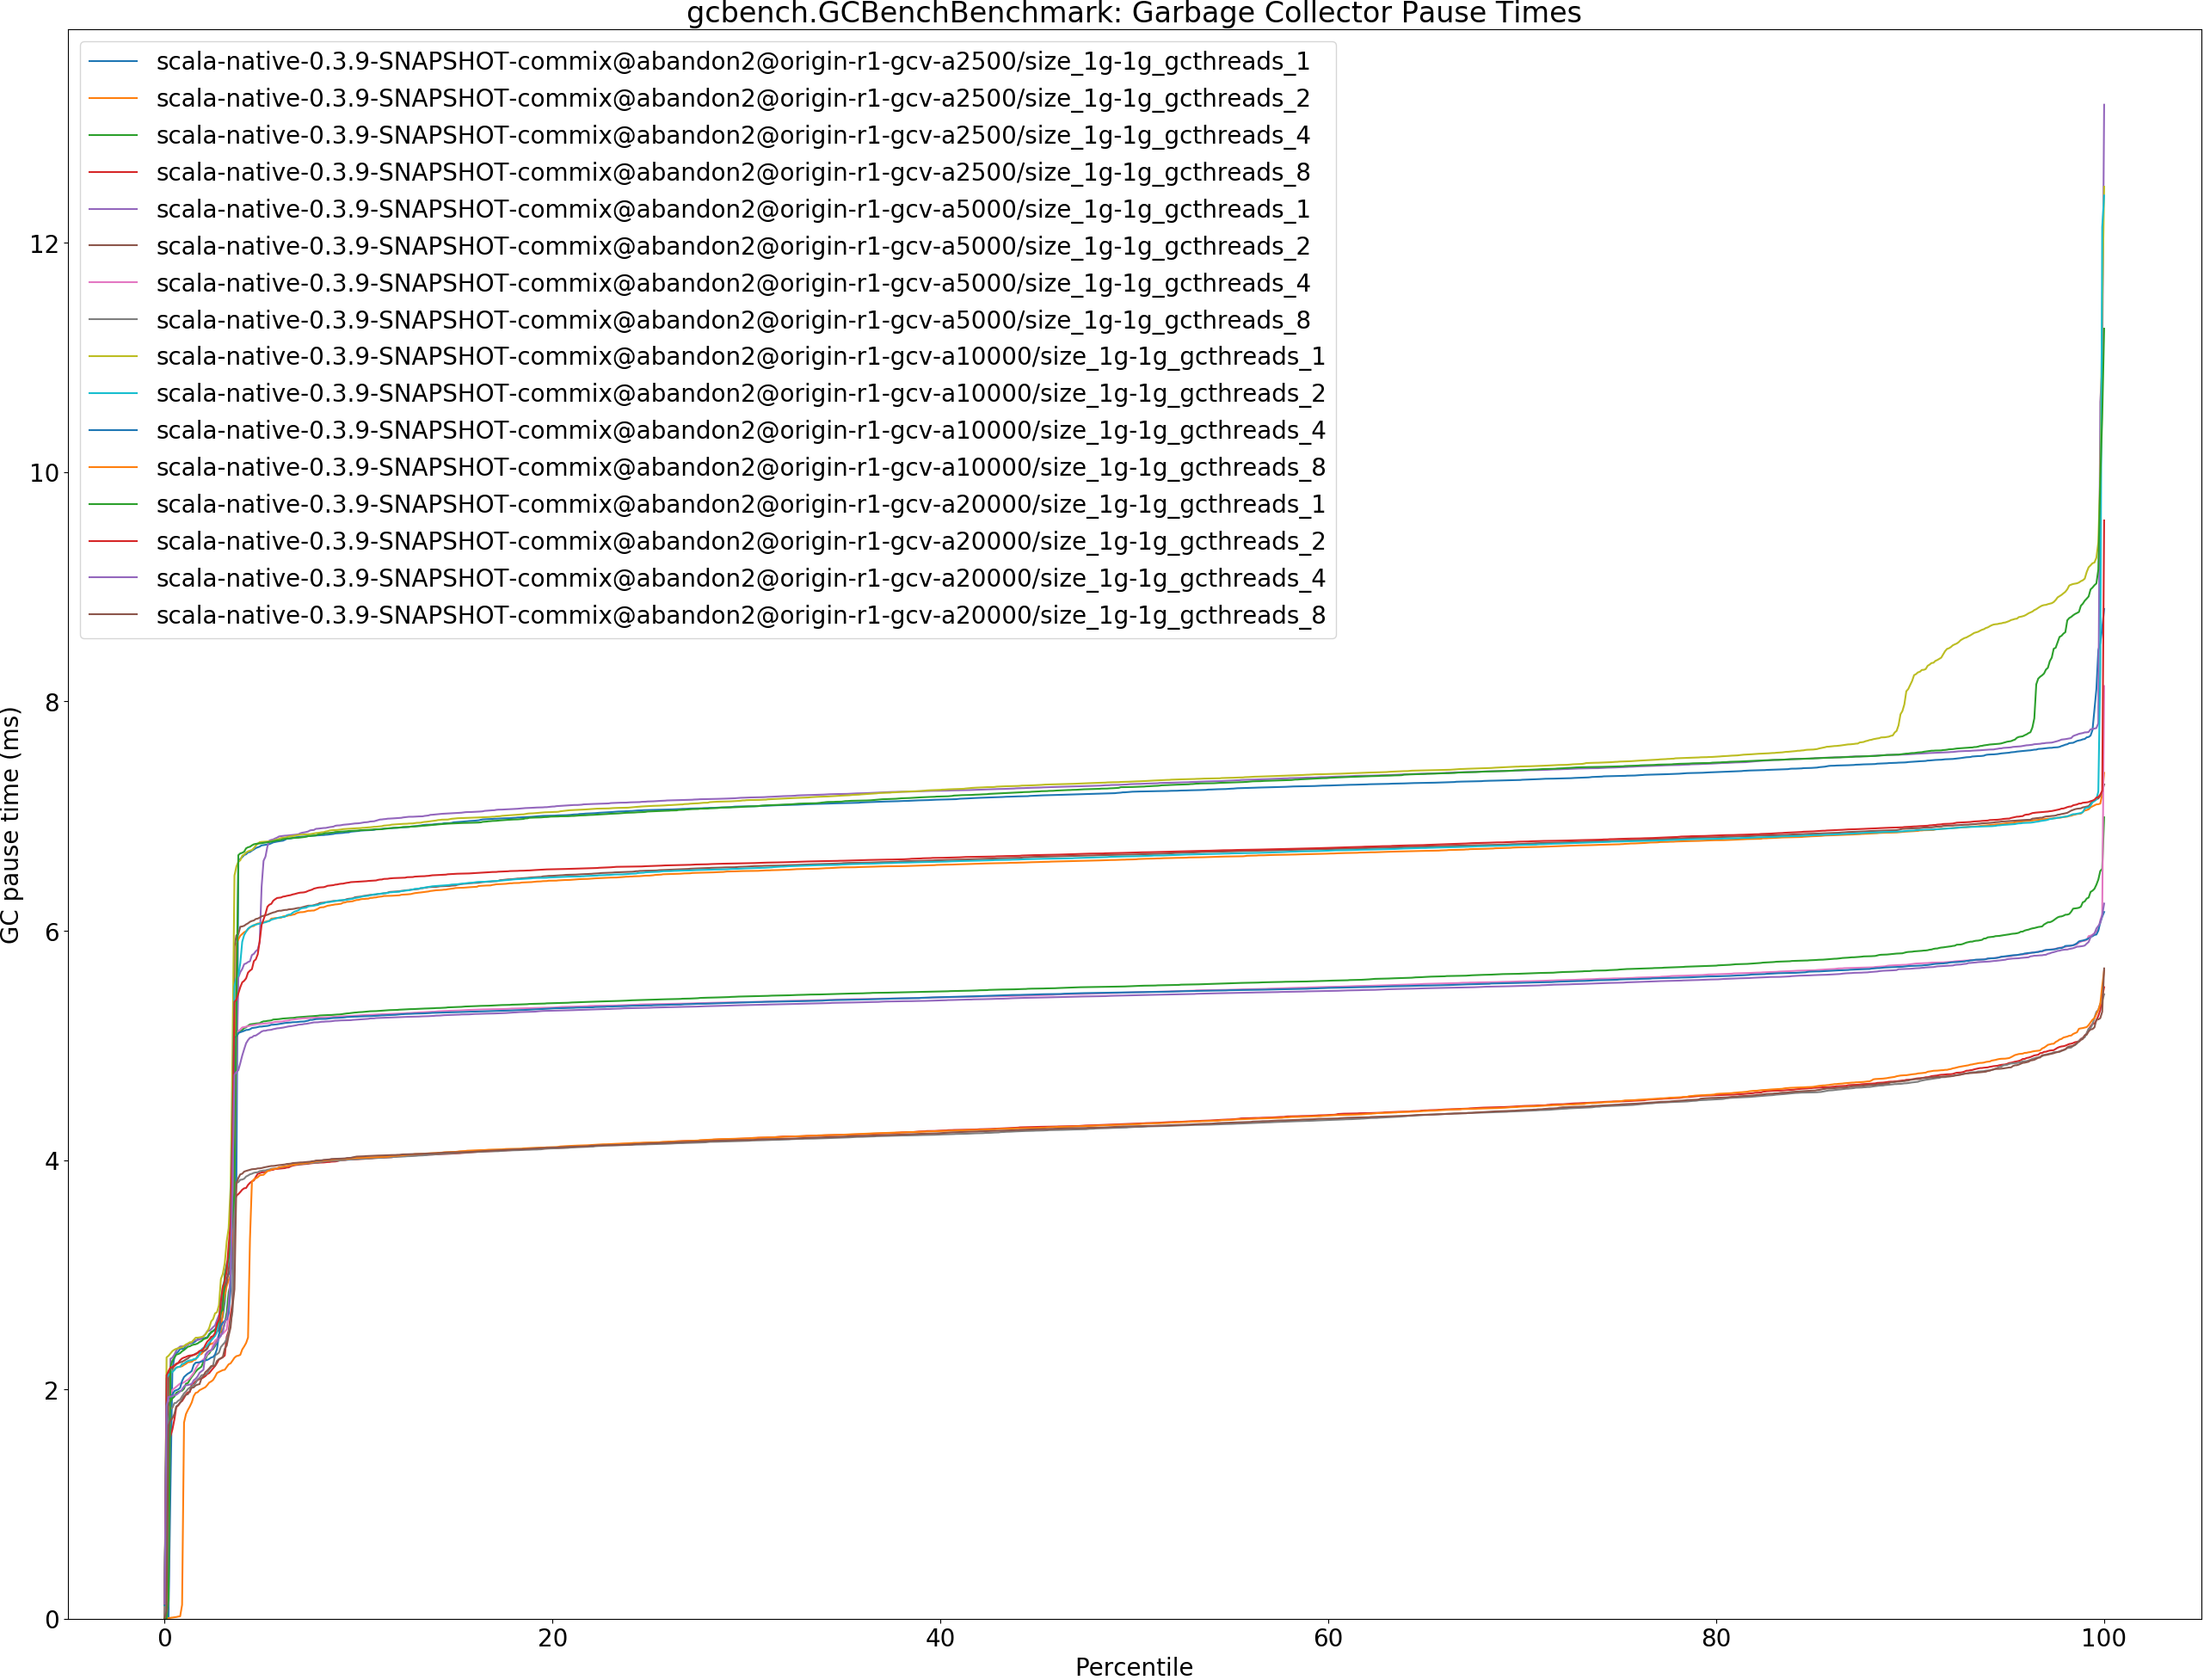 gcbench.GCBenchBenchmark: Garbage Collector Pause Times
scala-native-0.3.9-SNAPSHOT-commix@abandon2@origin-r1-gcv-a2500/size_1g-1g_gcthreads_1
scala-native-0.3.9-SNAPSHOT-commix@abandon2@origin-r1-gcv-a2500/size_1g-1g_gcthreads_2
scala-native-0.3.9-SNAPSHOT-commix@abandon2@origin-r1-gcv-a2500/size_1g-1g_gcthreads_4
scala-native-0.3.9-SNAPSHOT-commix@abandon2@origin-r1-gcv-a2500/size_1g-1g_gcthreads_8
scala-native-0.3.9-SNAPSHOT-commix@abandon2@origin-r1-gcv-a5000/size_1g-1g_gcthreads_1
scala-native-0.3.9-SNAPSHOT-commix@abandon2@origin-r1-gcv-a5000/size_1g-1g_gcthreads_2
scala-native-0.3.9-SNAPSHOT-commix@abandon2@origin-r1-gcv-a5000/size_1g-1g_gcthreads_4
scala-native-0.3.9-SNAPSHOT-commix@abandon2@origin-r1-gcv-a5000/size_1g-1g_gcthreads_8
scala-native-0.3.9-SNAPSHOT-commix@abandon2@origin-r1-gcv-a10000/size_1g-1g_gcthreads_1
scala-native-0.3.9-SNAPSHOT-commix@abandon2@origin-r1-gcv-a10000/size_1g-1g_gcthreads_2
scala-native-0.3.9-SNAPSHOT-commix@abandon2@origin-r1-gcv-a10000/size_1g-1g_gcthreads_4
scala-native-0.3.9-SNAPSHOT-commix@abandon2@origin-r1-gcv-a10000/size_1g-1g_gcthreads_8
scala-native-0.3.9-SNAPSHOT-commix@abandon2@origin-r1-gcv-a20000/size_1g-1g_gcthreads_1
scala-native-0.3.9-SNAPSHOT-commix@abandon2@origin-r1-gcv-a20000/size_1g-1g_gcthreads_2
scala-native-0.3.9-SNAPSHOT-commix@abandon2@origin-r1-gcv-a20000/size_1g-1g_gcthreads_4
scala-native-0.3.9-SNAPSHOT-commix@abandon2@origin-r1-gcv-a20000/size_1g-1g_gcthreads_8
GC pause time (ms)
12
10
8
6
4
2
0
0 20 40 60 80 100
Percentile